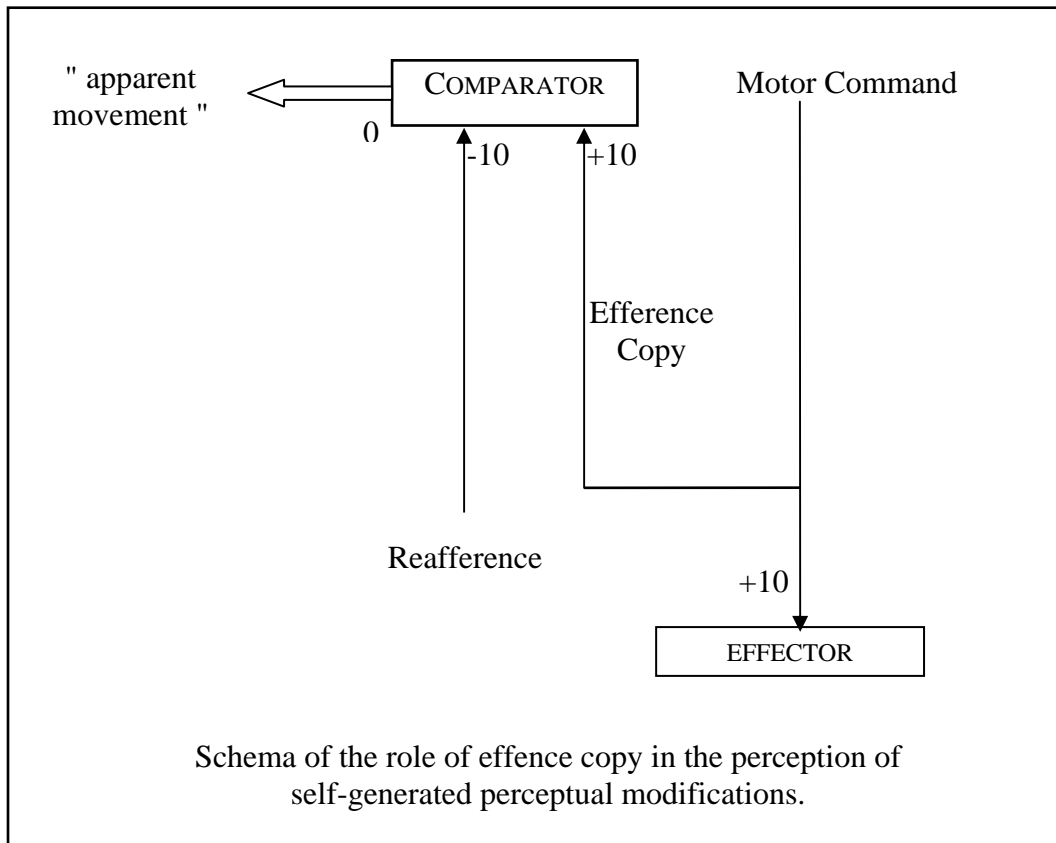 " apparent
movement "
COMPARATOR
Motor Command
0
-10
+10
Efference
Copy
Reafference
+10
EFFECTOR
Schema of the role of effence copy in the perception of
self-generated perceptual modifications.